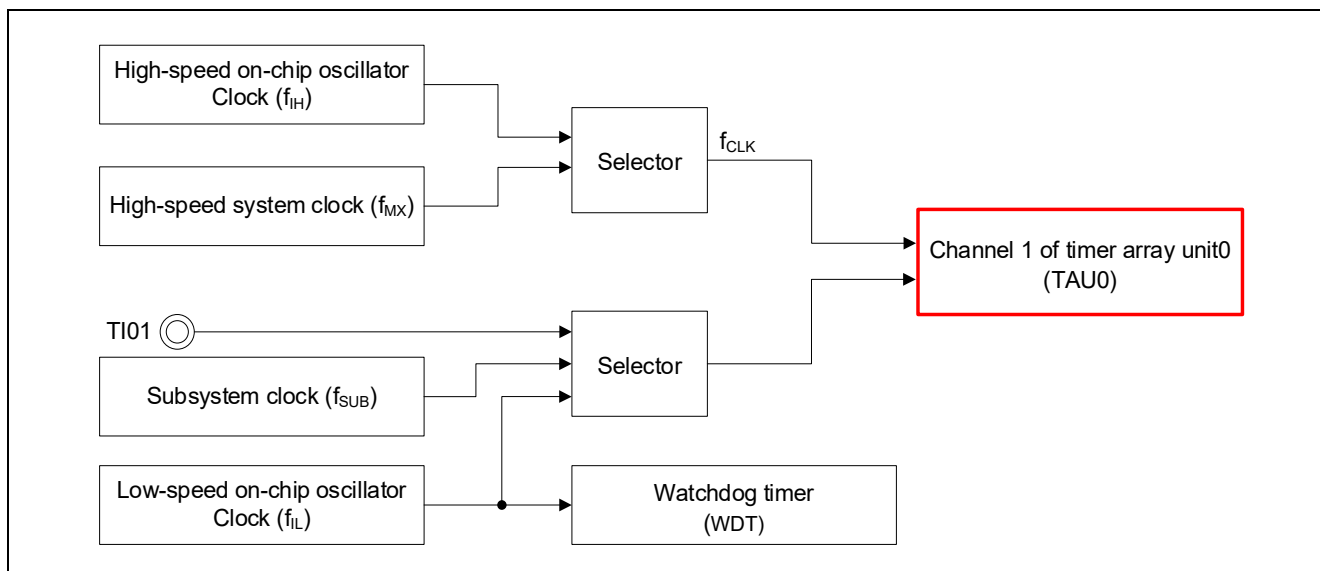 High-speed on-chip oscillator
Clock (fIH)
High-speed system clock (fMX)
Selector
fCLK
Channel 1 of timer array unit0
(TAU0)
TI01
Subsystem clock (fSUB)
Selector
Low-speed on-chip oscillator
Clock (fIL)
Watchdog timer
(WDT)